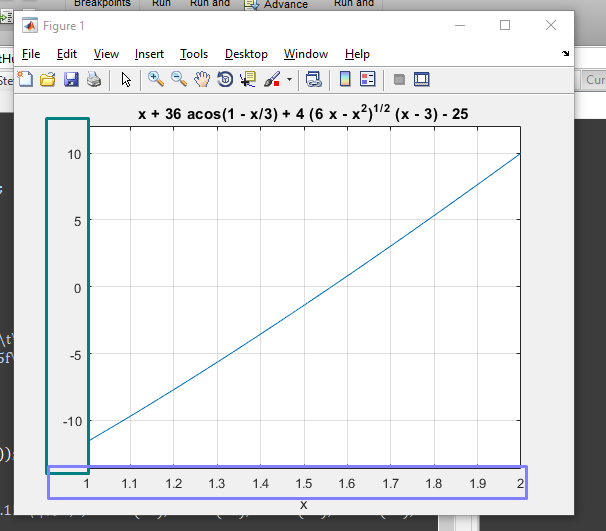 Breakpoints Run Run and Advance Run and
Figure 1
File Edit View Insert Tools Desktop Window Help
x + 36 acos(1 - x/3) + 4 (6 x - x²)^1/2 (x - 3) - 25
10
5
0
-5
-10
1 1.1 1.2 1.3 1.4 1.5 1.6 1.7 1.8 1.9 2
x